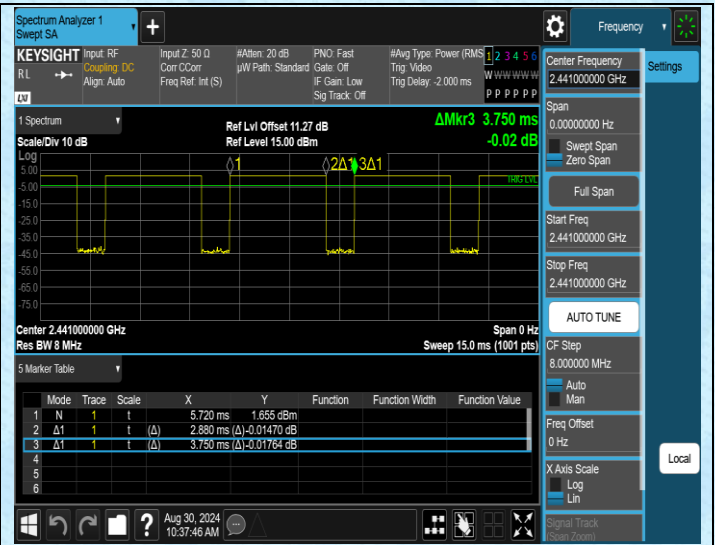 Spectrum Analyzer 1
Swept SA
+
Frequency
KEYSIGHT Input: RF Input Z: 50 Ω #Atten: 20 dB PNO: Fast #Avg Type: Power (RMS 1 2 3 4 5 6
RL Coupling: DC Corr CCorr µW Path: Standard Gate: Off Trig: Video W W W W W W
Align: Auto Freq Ref: Int (S) IF Gain: Low Trig Delay: -2.000 ms
Sig Track: Off P P P P P P
LXI
1 Spectrum
Ref Lvl Offset 11.27 dB ΔMkr3 3.750 ms
Scale/Div 10 dB Ref Level 15.00 dBm -0.02 dB
Log
◊1 ◊2Δ1 3Δ1
5.00
TRIG LVL
-5.00
-15.0
-25.0
-35.0
-45.0
-55.0
-65.0
-75.0
Center 2.441000000 GHz Span 0 Hz
Res BW 8 MHz Sweep 15.0 ms (1001 pts)
5 Marker Table
Mode Trace Scale X Y Function Function Width Function Value
1 N 1 t 5.720 ms 1.655 dBm
2 Δ1 1 t (Δ) 2.880 ms (Δ) -0.01470 dB
3 Δ1 1 t (Δ) 3.750 ms (Δ) -0.01764 dB
4
5
6
Aug 30, 2024
10:37:46 AM
?
Center Frequency
2.441000000 GHz
Span
0.00000000 Hz
Swept Span
Zero Span
Full Span
Start Freq
2.441000000 GHz
Stop Freq
2.441000000 GHz
AUTO TUNE
CF Step
8.000000 MHz
Auto
Man
Freq Offset
0 Hz
X Axis Scale
Log
Lin
Signal Track
(Span Zoom)
Settings
Local